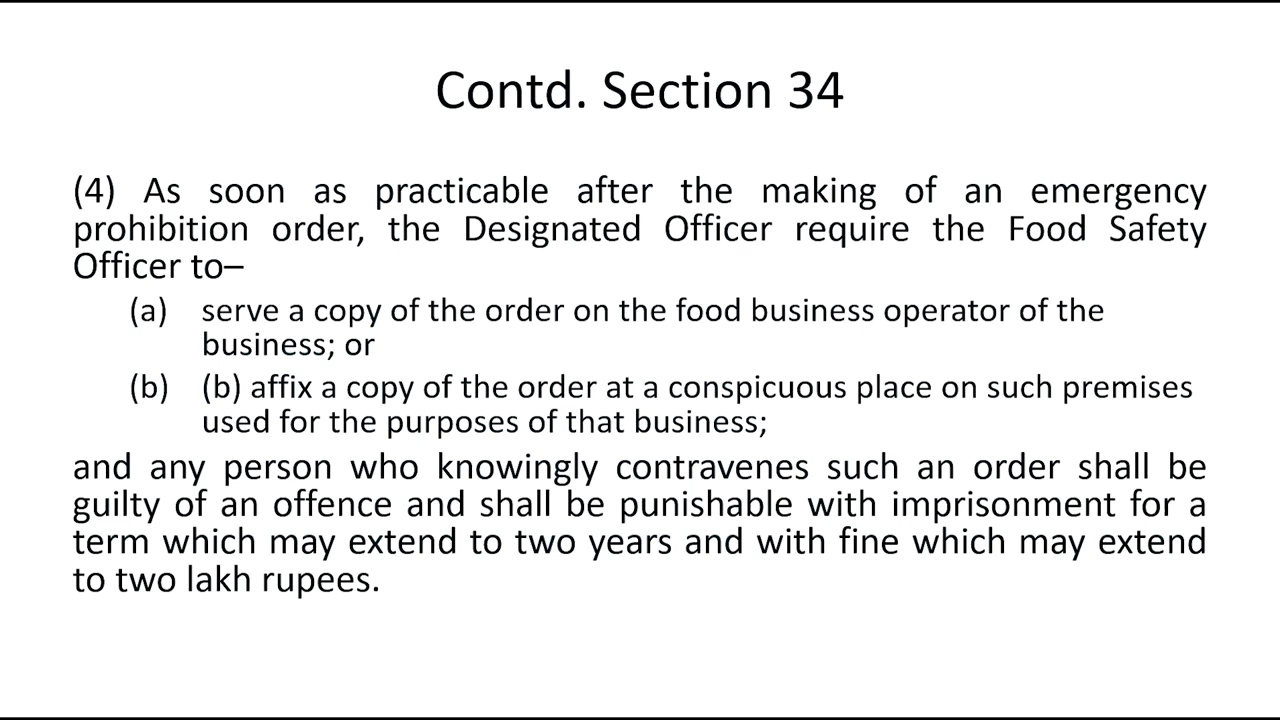 Contd. Section 34
(4) As soon as practicable after the making of an emergency
prohibition order, the Designated Officer require the Food Safety
Officer to–
(a) serve a copy of the order on the food business operator of the
business; or
(b) (b) affix a copy of the order at a conspicuous place on such premises
used for the purposes of that business;
and any person who knowingly contravenes such an order shall be
guilty of an offence and shall be punishable with imprisonment for a
term which may extend to two years and with fine which may extend
to two lakh rupees.